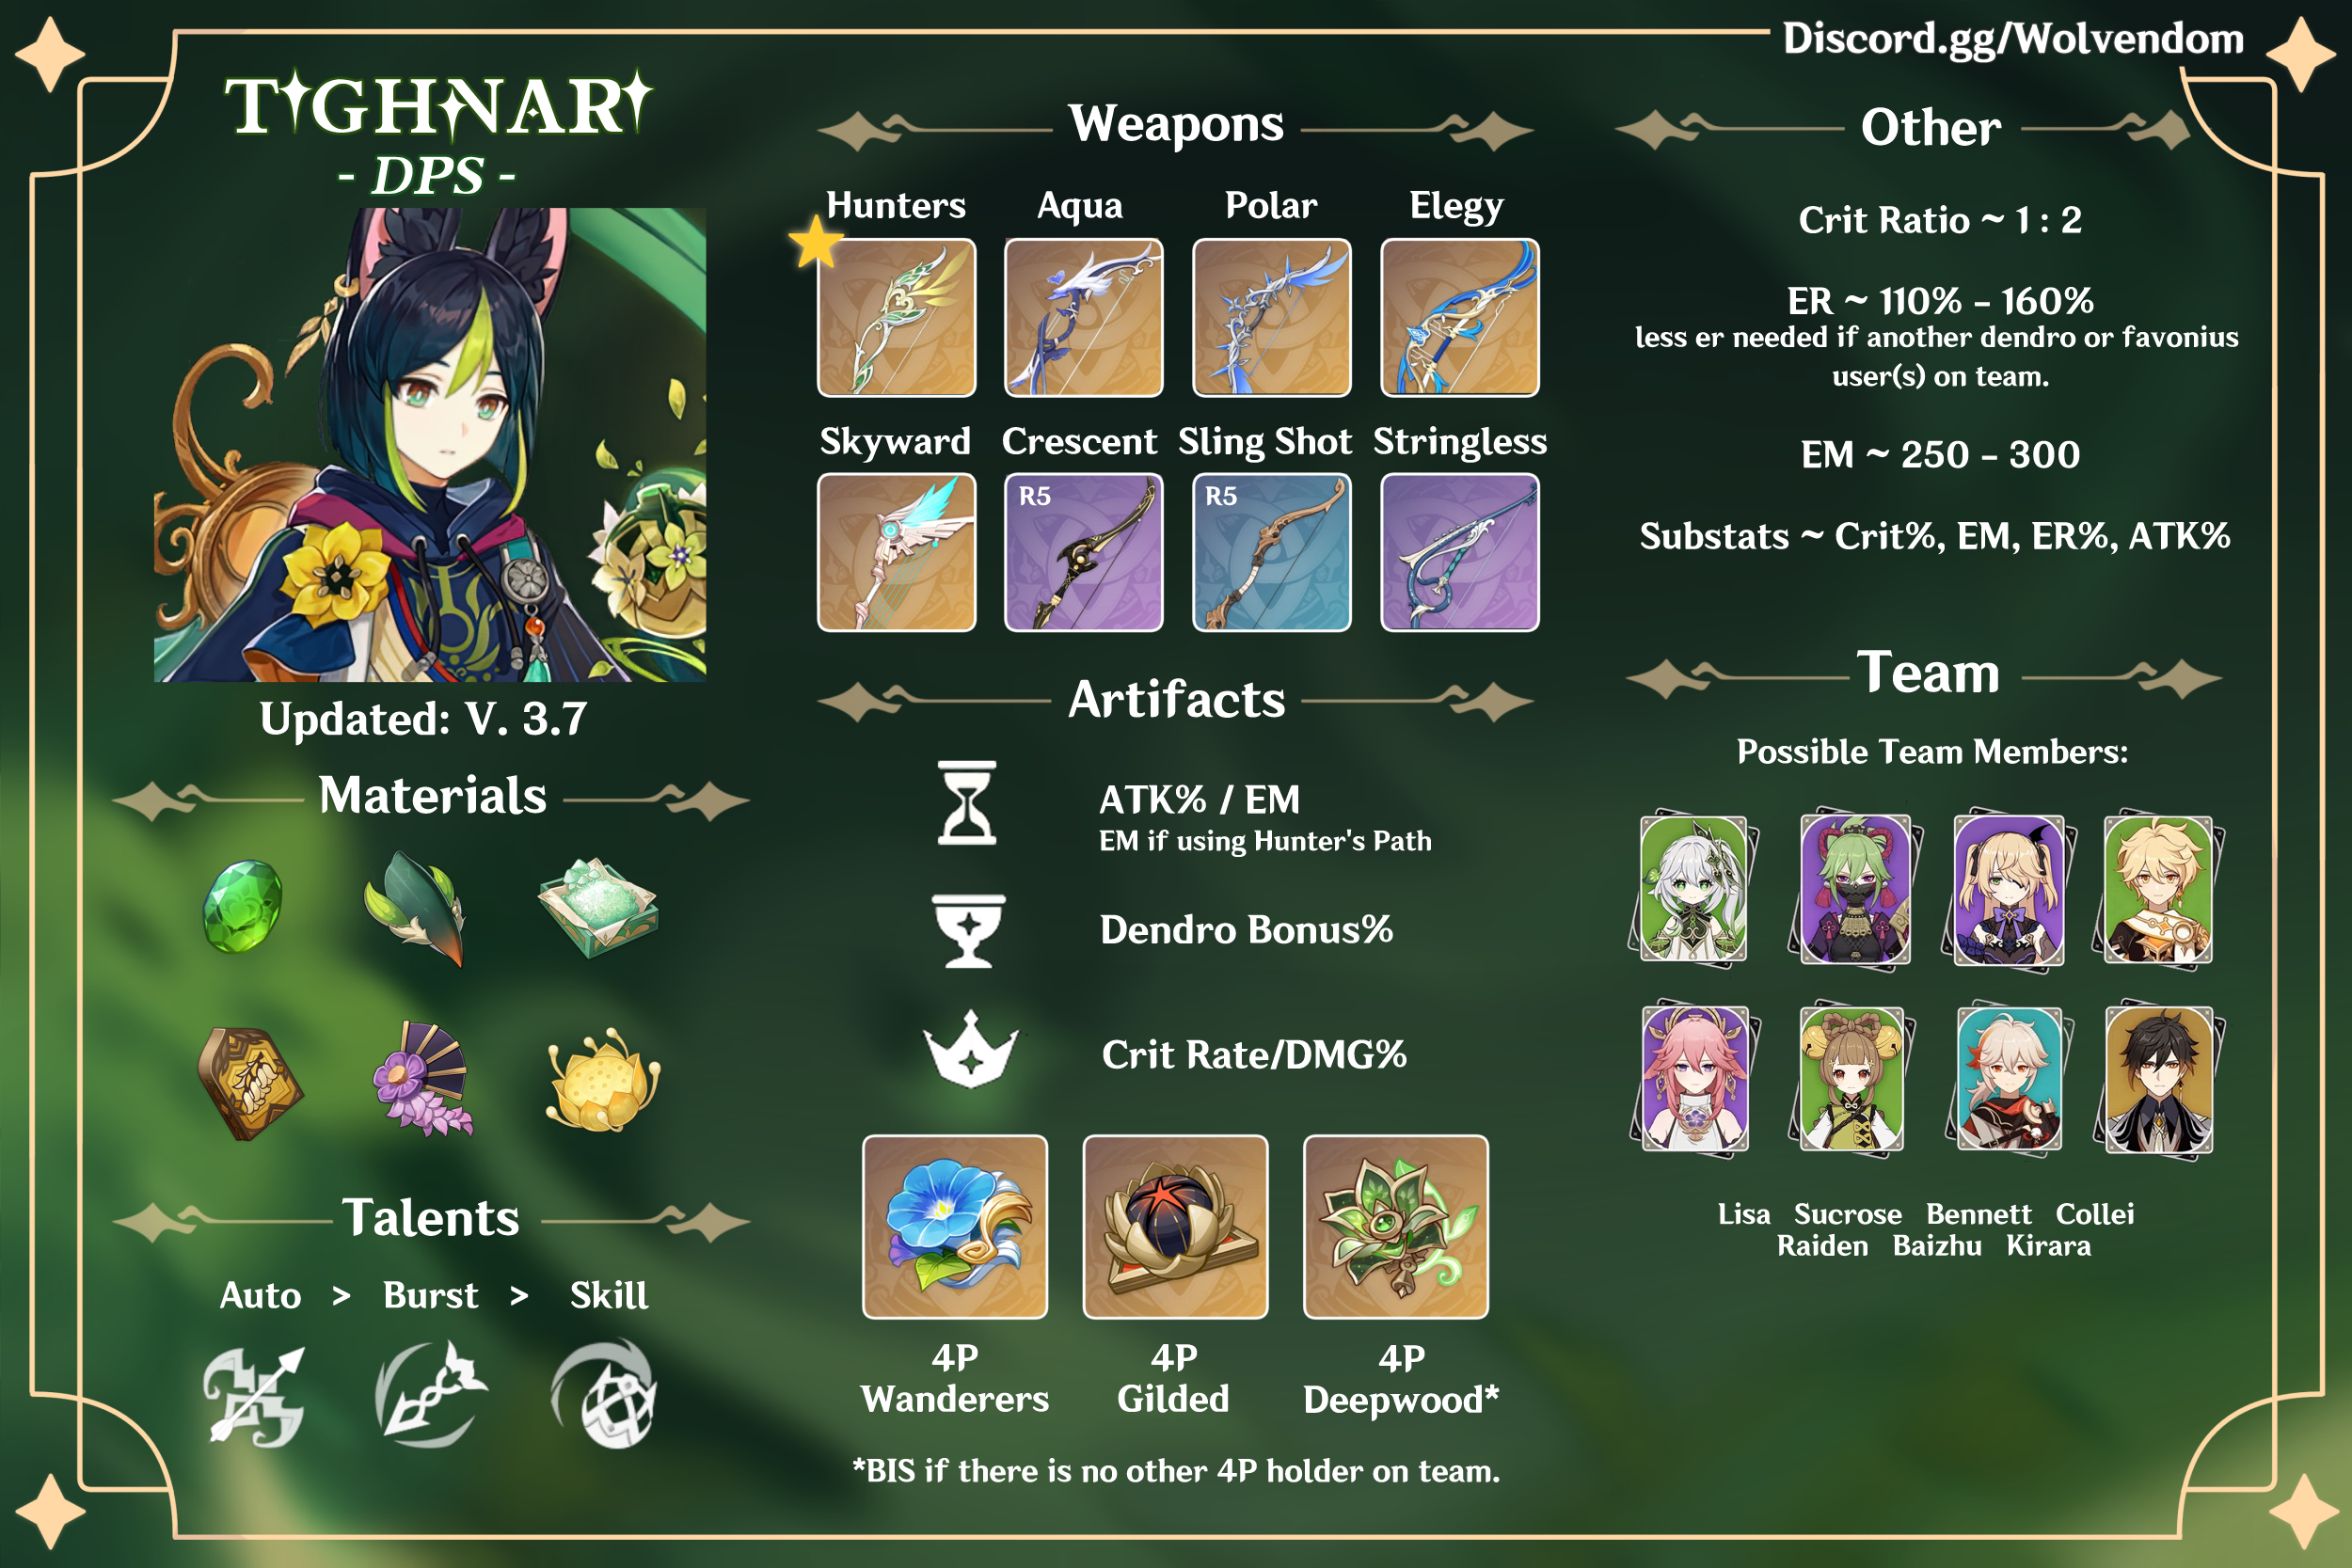 Discord.gg/Wolvendom
TIGHNARI
- DPS -
Updated: V. 3.7
Materials
Talents
Auto > Burst > Skill
Weapons
Hunters Aqua Polar Elegy
Skyward Crescent Sling Shot Stringless
R5 R5
Artifacts
ATK% / EM
EM if using Hunter's Path
Dendro Bonus%
Crit Rate/DMG%
4P 4P 4P
Wanderers Gilded Deepwood*
*BIS if there is no other 4P holder on team.
Other
Crit Ratio ~ 1 : 2
ER ~ 110% - 160%
less er needed if another dendro or favonius
user(s) on team.
EM ~ 250 - 300
Substats ~ Crit%, EM, ER%, ATK%
Team
Possible Team Members:
Lisa Sucrose Bennett Collei
Raiden Baizhu Kirara